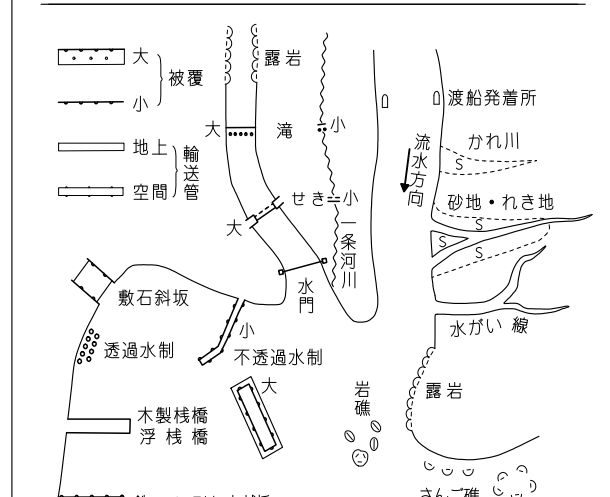 大
小
被覆
地上
空間
輸送管
露岩
大
滝
小
せき
小
大
一条河川
水門
流水方向
渡船発着所
かれ川
S
砂地・れき地
S
S
S
水がい線
敷石斜坂
透過水制
小
不透過水制
大
木製桟橋
浮桟橋
岩礁
露岩
さんご礁